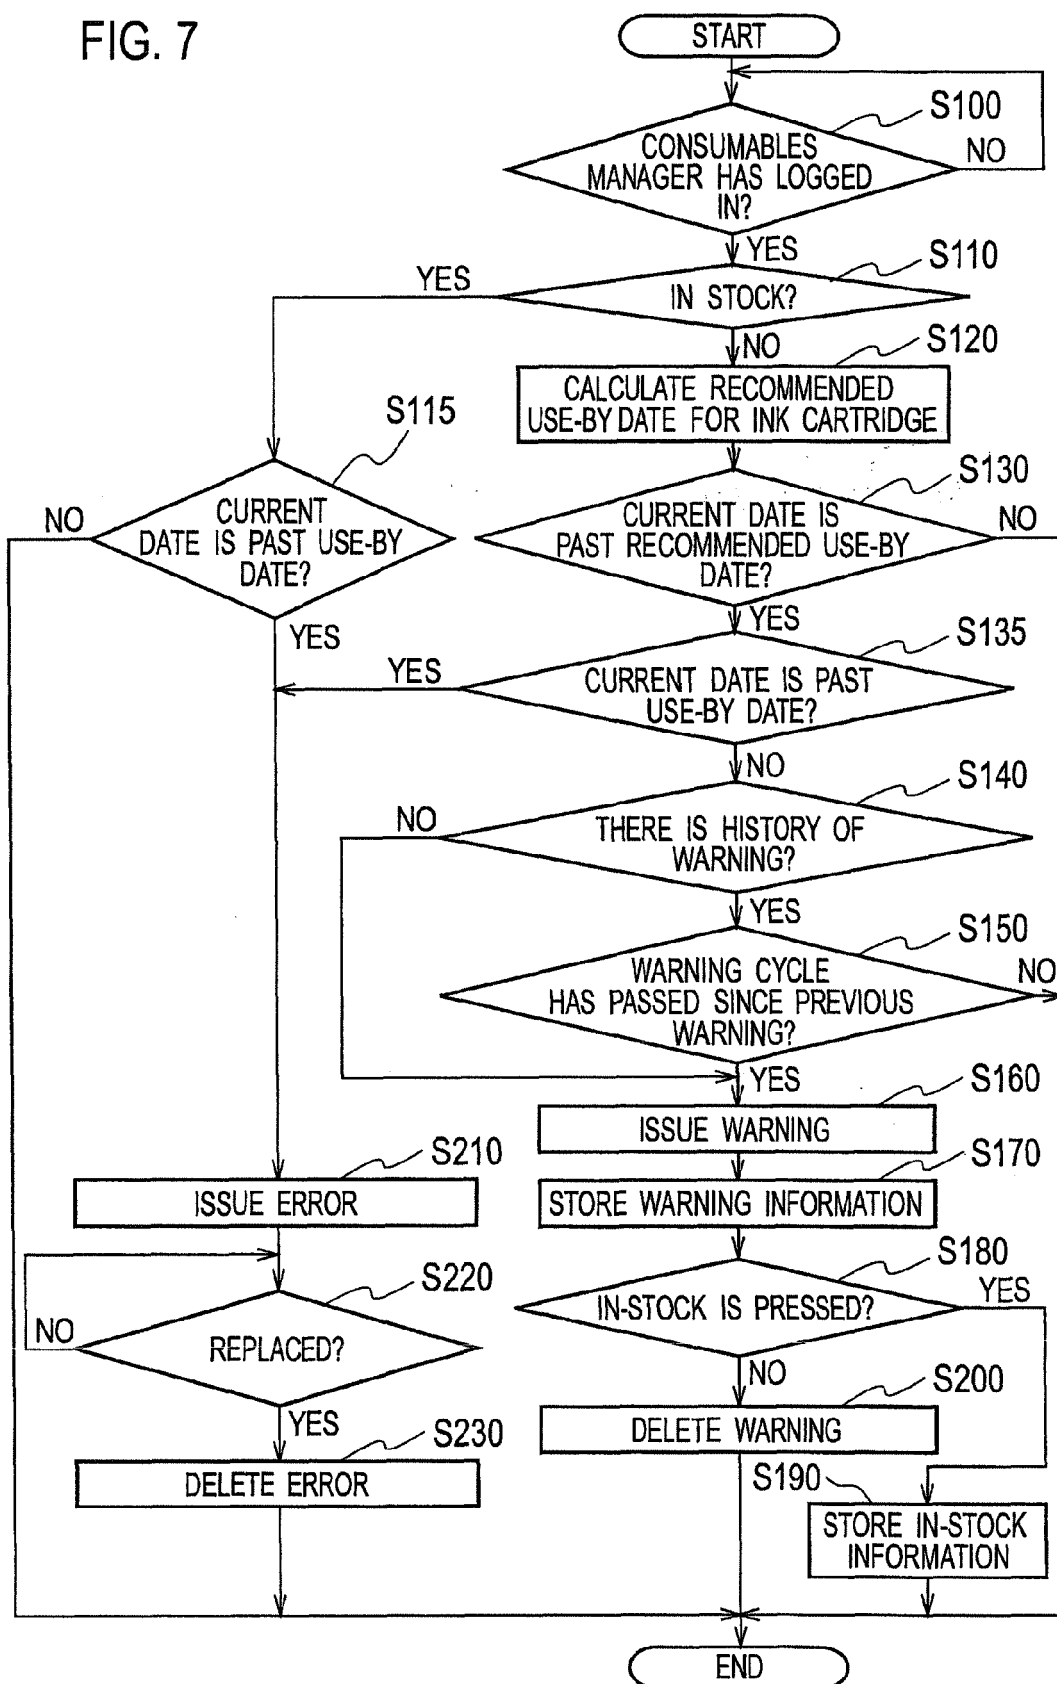 FIG. 7
START
S100
CONSUMABLES
MANAGER HAS LOGGED
IN?
NO
YES
S110
YES
IN STOCK?
NO
S120
CALCULATE RECOMMENDED
USE-BY DATE FOR INK CARTRIDGE
S115
CURRENT
DATE IS PAST USE-BY
DATE?
NO
YES
S130
CURRENT DATE IS
PAST RECOMMENDED USE-BY
DATE?
NO
YES
S135
YES
CURRENT DATE IS PAST
USE-BY DATE?
NO
S140
NO
THERE IS HISTORY OF
WARNING?
YES
S150
WARNING CYCLE
HAS PASSED SINCE PREVIOUS
WARNING?
NO
YES
S160
ISSUE WARNING
S170
STORE WARNING INFORMATION
S210
ISSUE ERROR
S180
IN-STOCK IS PRESSED?
YES
NO
S220
NO
REPLACED?
YES
S200
DELETE WARNING
S230
DELETE ERROR
S190
STORE IN-STOCK
INFORMATION
END